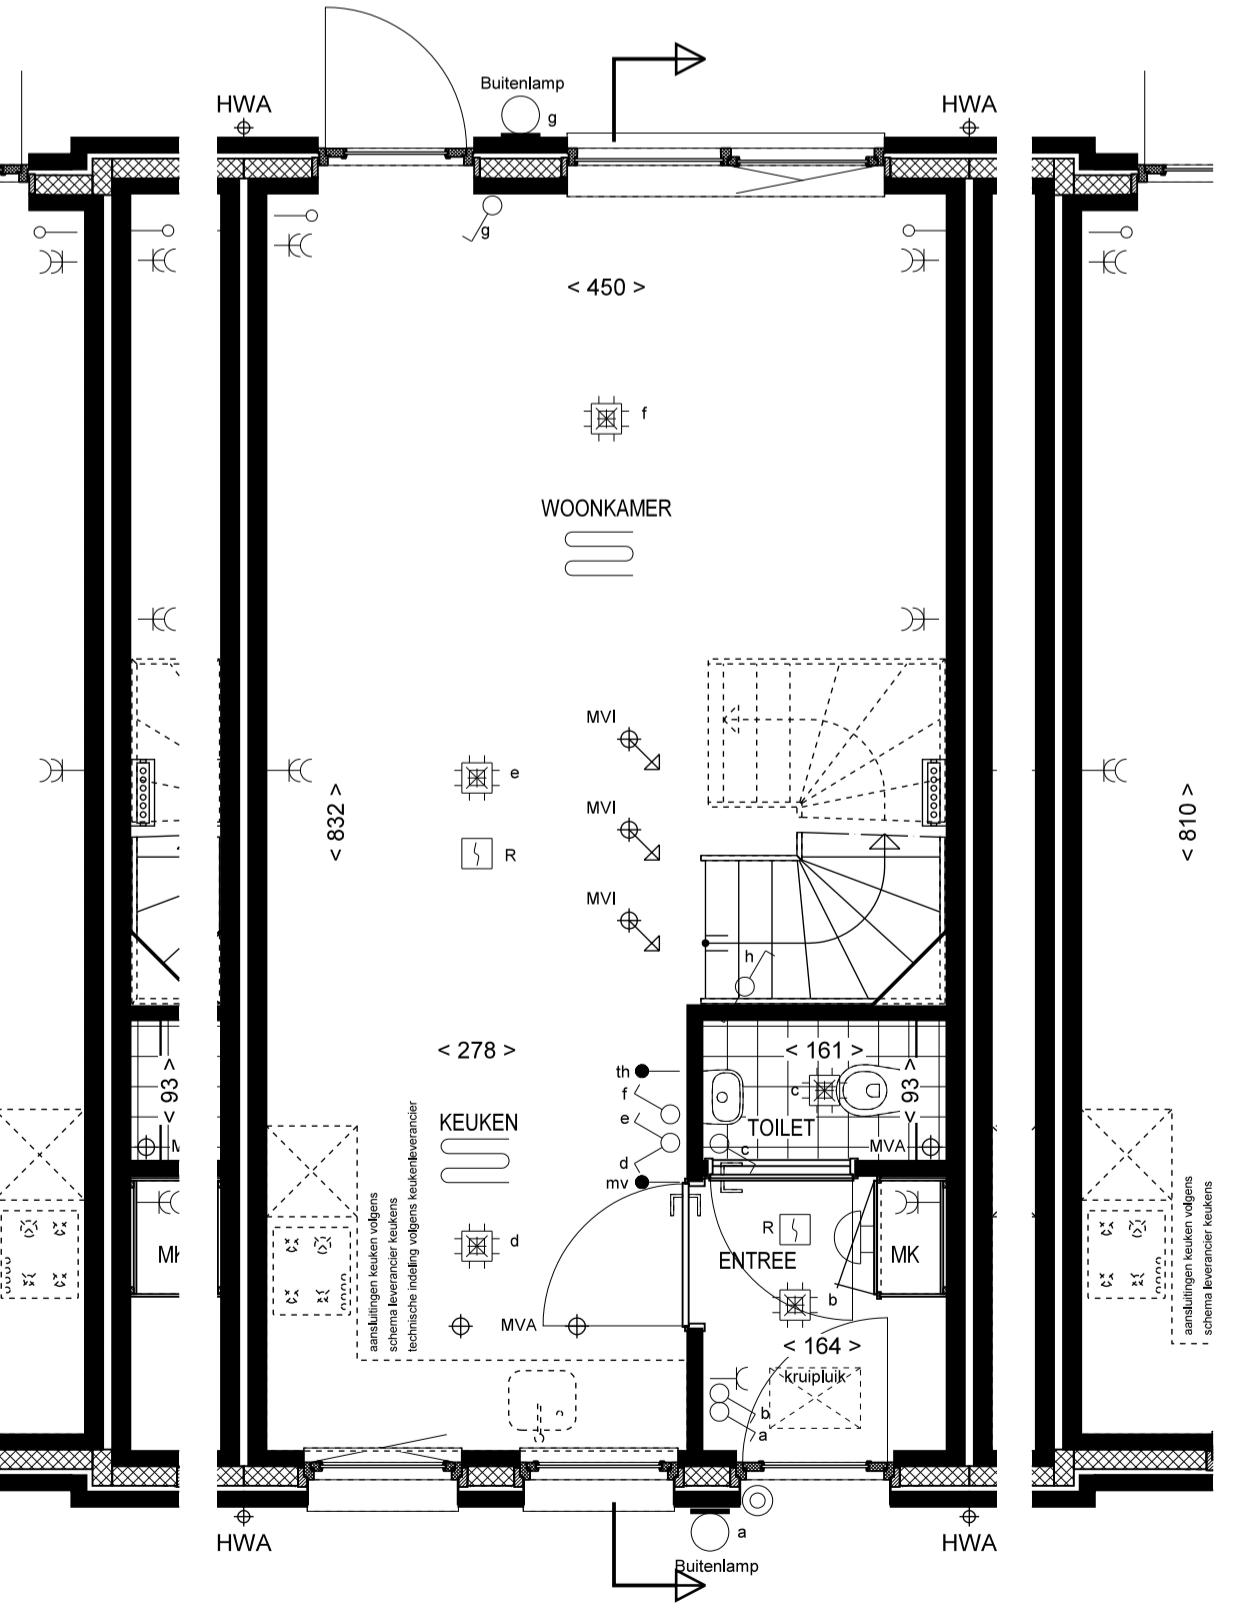 Buitenlamp
g
HWA
HWA
g
< 450 >
f
WOONKAMER
MVI
e
< 832 >
MVI
< 810 >
R
MVI
h
< 278 >
< 161 >
th
f
c
< 93 >
< 93 >
e
KEUKEN
TOILET
MVA
d
c
mv
aansluitingen keuken volgens
schema leverancier keukens
technische indeling volgens keukenleverancier
aansluitingen keuken volgens
schema leverancier keukens
R
d
ENTREE
MK
MK
b
MVA
< 164 >
kruipluik
b
a
a
HWA
HWA
Buitenlamp